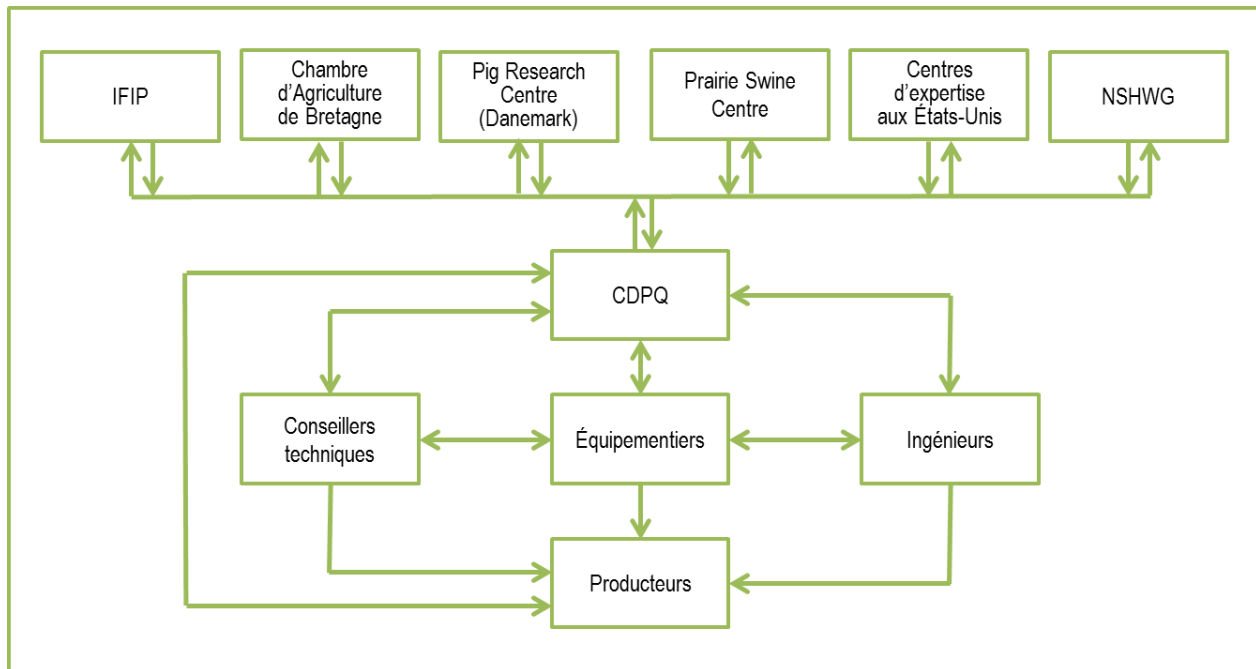 IFIP
Chambre
d'Agriculture
de Bretagne
Pig Research
Centre
(Danemark)
Prairie Swine
Centre
Centres
d'expertise
aux États-Unis
NSHWG
CDPQ
Conseillers
techniques
Équipementiers
Ingénieurs
Producteurs